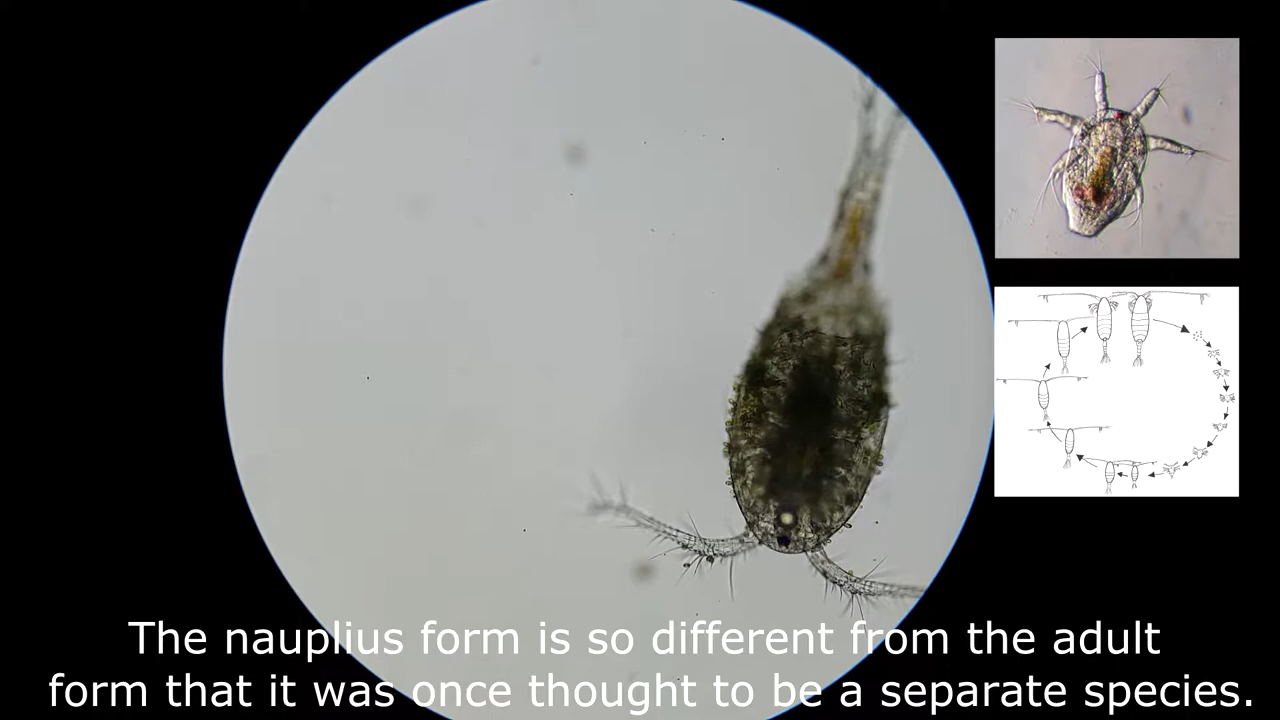 The nauplius form is so different from the adult
form that it was once thought to be a separate species.